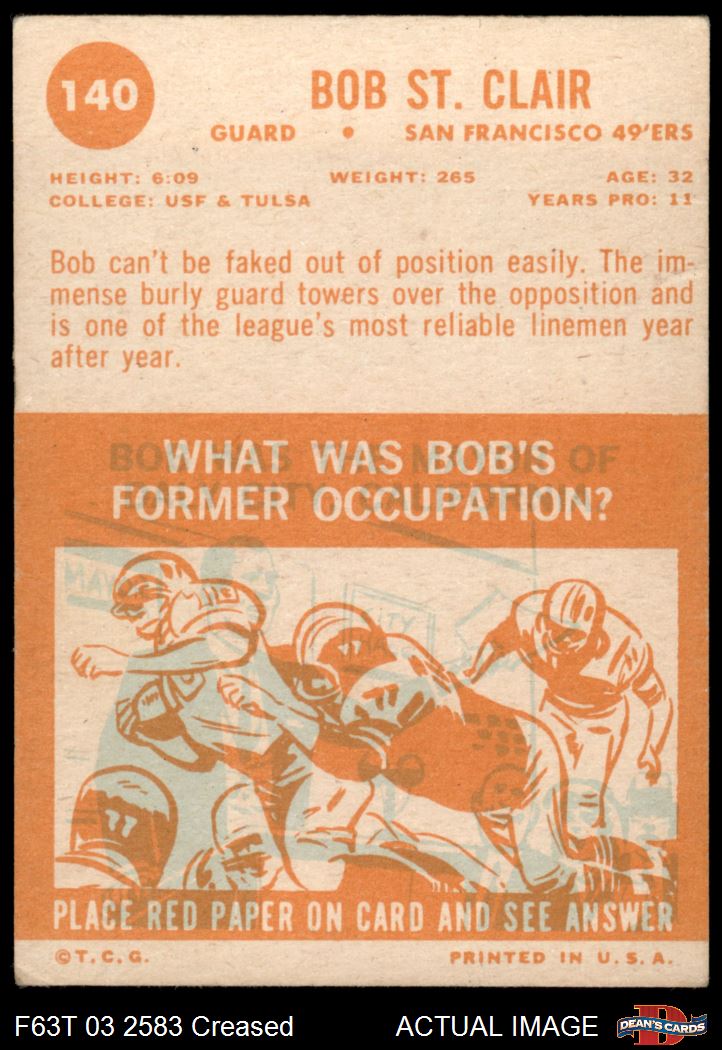 140
BOB ST. CLAIR
GUARD • SAN FRANCISCO 49'ERS
HEIGHT: 6:09 WEIGHT: 265 AGE: 32
COLLEGE: USF & TULSA YEARS PRO: 11
Bob can't be faked out of position easily. The im-
mense burly guard towers over the opposition and
is one of the league's most reliable linemen year
after year.
WHAT WAS BOB'S
FORMER OCCUPATION?
PLACE RED PAPER ON CARD AND SEE ANSWER
©T.C.G. PRINTED IN U.S.A.
F63T 03 2583 Creased ACTUAL IMAGE
DEAN'S CARDS